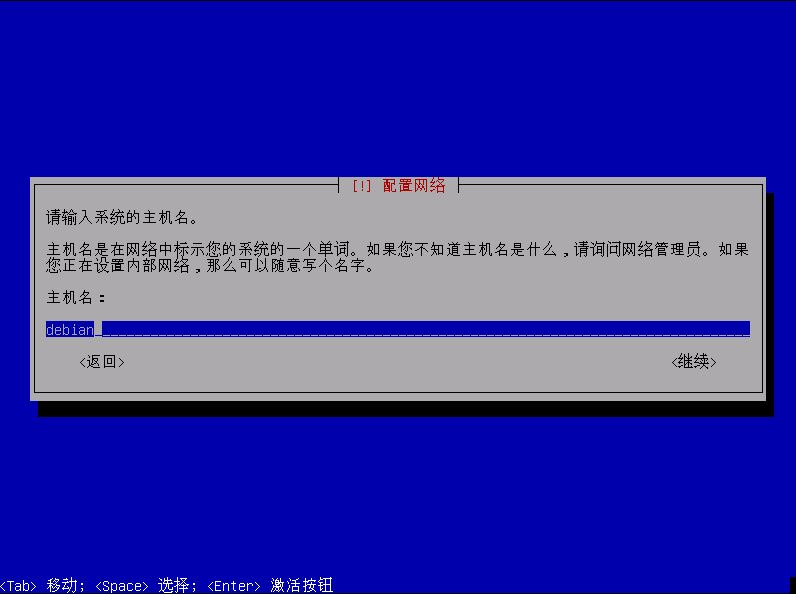 [!] 配置网络
请输入系统的主机名。
主机名是在网络中标示您的系统的一个单词。如果您不知道主机名是什么,请询问网络管理员。如果
您正在设置内部网络,那么可以随意写个名字。
主机名：
debian
<返回> <继续>
<Tab> 移动; <Space> 选择; <Enter> 激活按钮